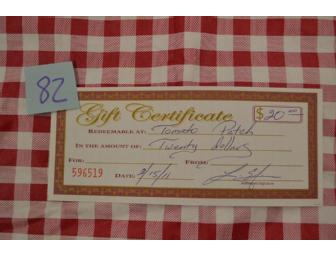 82
Gift Certificate $20.00
REDEEMABLE AT: Tomato Patch
IN THE AMOUNT OF: Twenty dollars
FOR: FROM:
596519 DATE: 3/15/11